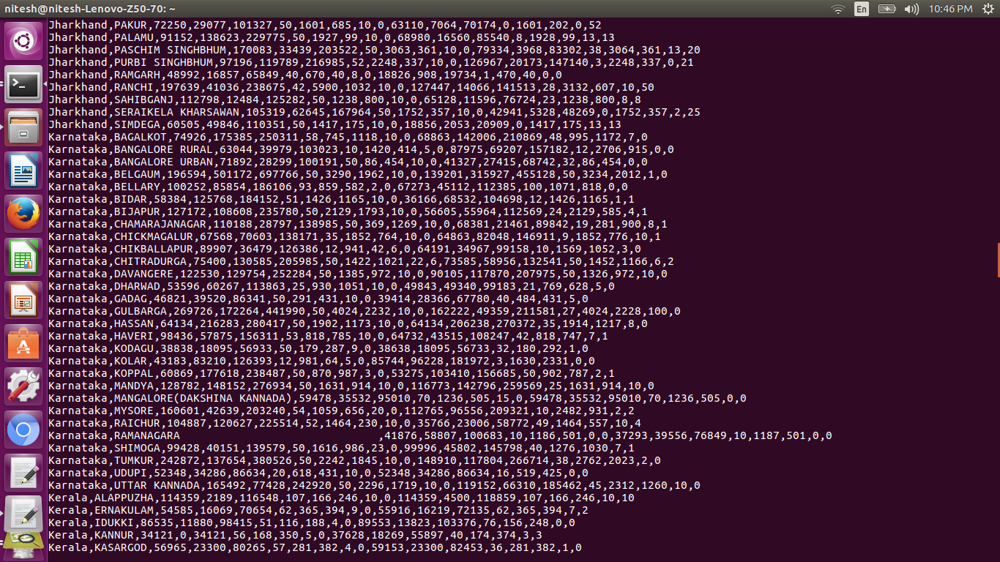 nitesh@nitesh-Lenovo-Z50-70: ~
En
10:46 PM
Jharkhand,PAKUR,72250,29077,101327,50,1601,685,10,0,63110,7064,70174,0,1601,202,0,52
Jharkhand,PALAMU,91152,138623,229775,50,1927,99,10,0,68980,16560,85540,8,1928,99,13,13
Jharkhand,PASCHIM SINGHBHUM,170083,33439,203522,50,3063,361,10,0,79334,3968,83302,38,3064,361,13,20
Jharkhand,PURBI SINGHBHUM,97196,119789,216985,52,2248,337,10,0,126967,20173,147140,3,2248,337,0,21
Jharkhand,RAMGARH,48992,16857,65849,40,670,40,8,0,18826,908,19734,1,470,40,0,0
Jharkhand,RANCHI,197639,41036,238675,42,5900,1032,10,0,127447,14066,141513,28,3132,607,10,50
Jharkhand,SAHIBGANJ,112798,12484,125282,50,1238,800,10,0,65128,11596,76724,23,1238,800,8,8
Jharkhand,SERAIKELA KHARSAWAN,105319,62645,167964,50,1752,357,10,0,42941,5328,48269,0,1752,357,2,25
Jharkhand,SIMDEGA,60505,49846,110351,50,1417,175,10,0,18856,2053,20909,0,1417,175,13,13
Karnataka,BAGALKOT,74926,175385,250311,58,745,1118,10,0,68863,142006,210869,48,995,1172,7,0
Karnataka,BANGALORE RURAL,63044,39979,103023,10,1420,414,5,0,87975,69207,157182,12,2706,915,0,0
Karnataka,BANGALORE URBAN,71892,28299,100191,50,86,454,10,0,41327,27415,68742,32,86,454,0,0
Karnataka,BELGAUM,196594,501172,697766,50,3290,1962,10,0,139201,315927,455128,50,3234,2012,1,0
Karnataka,BELLARY,100252,85854,186106,93,859,582,2,0,67273,45112,112385,100,1071,818,0,0
Karnataka,BIDAR,58384,125768,184152,51,1426,1165,10,0,36166,68532,104698,12,1426,1165,1,1
Karnataka,BIJAPUR,127172,108608,235780,50,2129,1793,10,0,56605,55964,112569,24,2129,585,4,1
Karnataka,CHAMARAJANAGAR,110188,28797,138985,50,369,1269,10,0,68381,21461,89842,19,281,900,8,1
Karnataka,CHICKMAGALUR,67568,70603,138171,35,1852,764,10,0,64863,82048,146911,9,1852,776,10,1
Karnataka,CHIKBALLAPUR,89907,36479,126386,12,941,42,6,0,64191,34967,99158,10,1569,1052,3,0
Karnataka,CHITRADURGA,75400,130585,205985,50,1422,1021,22,6,73585,58956,132541,50,1452,1166,6,2
Karnataka,DAVANGERE,122530,129754,252284,50,1385,972,10,0,90105,117870,207975,50,1326,972,10,0
Karnataka,DHARWAD,53596,60267,113863,25,930,1051,10,0,49843,49340,99183,21,769,628,5,0
Karnataka,GADAG,46821,39520,86341,50,291,431,10,0,39414,28366,67780,40,484,431,5,0
Karnataka,GULBARGA,269726,172264,441990,50,4024,2232,10,0,162222,49359,211581,27,4024,2228,100,0
Karnataka,HASSAN,64134,216283,280417,50,1902,1173,10,0,64134,206238,270372,35,1914,1217,8,0
Karnataka,HAVERI,98436,57875,156311,53,818,785,10,0,64732,43515,108247,42,818,747,7,1
Karnataka,KODAGU,38838,18095,56933,50,179,287,9,0,38638,18095,56733,32,180,292,1,0
Karnataka,KOLAR,43183,83210,126393,12,981,64,5,0,85744,96228,181972,3,1630,2331,0,0
Karnataka,KOPPAL,60869,177618,238487,50,870,987,3,0,53275,103410,156685,50,902,787,2,1
Karnataka,MANDYA,128782,148152,276934,50,1631,914,10,0,116773,142796,259569,25,1631,914,10,0
Karnataka,MANGALORE(DAKSHINA KANNADA),59478,35532,95010,70,1236,505,15,0,59478,35532,95010,70,1236,505,0,0
Karnataka,MYSORE,160601,42639,203240,54,1059,656,20,0,112765,96556,209321,10,2482,931,2,2
Karnataka,RAICHUR,104887,120627,225514,52,1464,230,10,0,35766,23006,58772,49,1464,557,10,4
Karnataka,RAMANAGARA                              ,41876,58807,100683,10,1186,501,0,0,37293,39556,76849,10,1187,501,0,0
Karnataka,SHIMOGA,99428,40151,139579,50,1616,986,23,0,99996,45802,145798,40,1276,1030,7,1
Karnataka,TUMKUR,242872,137654,380526,50,2242,1845,10,0,148910,117804,266714,38,2762,2023,2,0
Karnataka,UDUPI,52348,34286,86634,20,618,431,10,0,52348,34286,86634,16,519,425,0,0
Karnataka,UTTAR KANNADA,165492,77428,242920,50,2296,1719,10,0,119152,66310,185462,45,2312,1260,10,0
Kerala,ALAPPUZHA,114359,2189,116548,107,166,246,10,0,114359,4500,118859,107,166,246,10,10
Kerala,ERNAKULAM,54585,16069,70654,62,365,394,9,0,55916,16219,72135,62,365,394,7,2
Kerala,IDUKKI,86535,11880,98415,51,116,188,4,0,89553,13823,103376,76,156,248,0,0
Kerala,KANNUR,34121,0,34121,56,168,350,5,0,37628,18269,55897,40,174,374,3,3
Kerala,KASARGOD,56965,23300,80265,57,281,382,4,0,59153,23300,82453,36,281,382,1,0